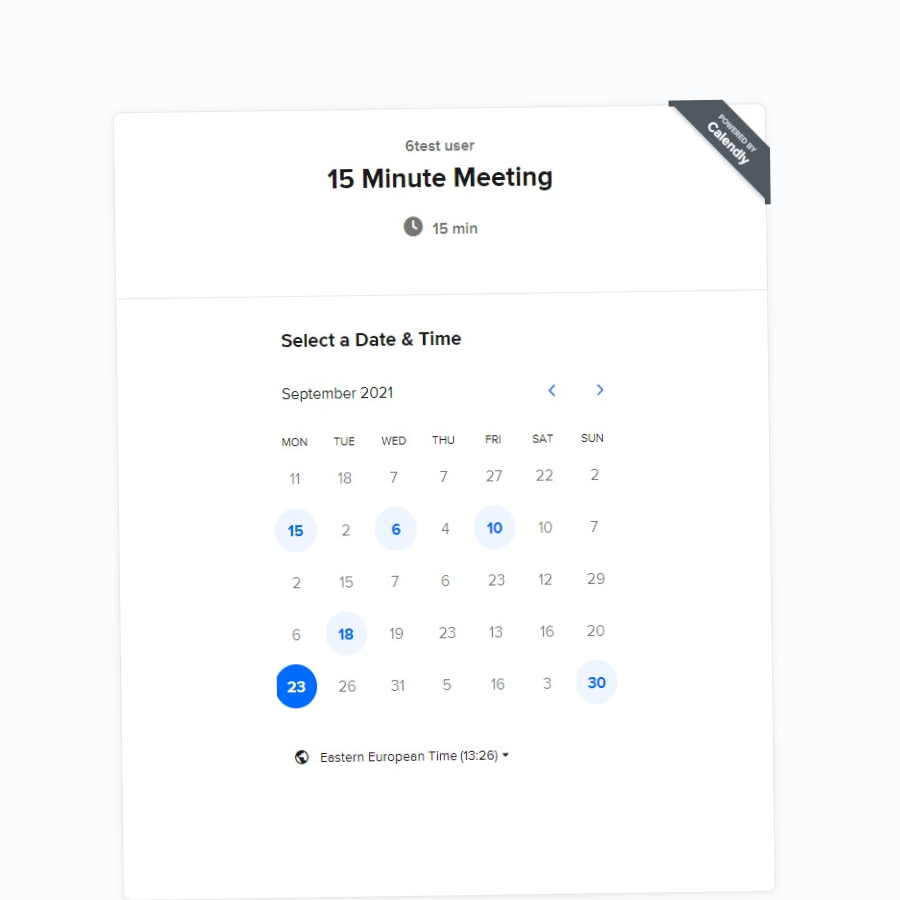 POWERED BY
Calendly
6test user
15 Minute Meeting
15 min
Select a Date & Time
September 2021
MON TUE WED THU FRI SAT SUN
11 18 7 7 27 22 2
15 2 6 4 10 10 7
2 15 7 6 23 12 29
6 18 19 23 13 16 20
23 26 31 5 16 3 30
Eastern European Time (13:26)